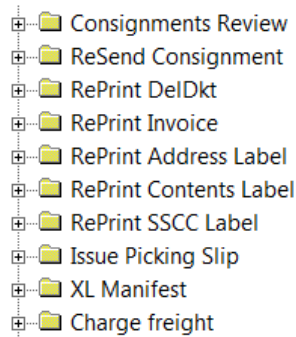 Consignments Review
ReSend Consignment
RePrint DelDkt
RePrint Invoice
RePrint Address Label
RePrint Contents Label
RePrint SSCC Label
Issue Picking Slip
XL Manifest
Charge freight